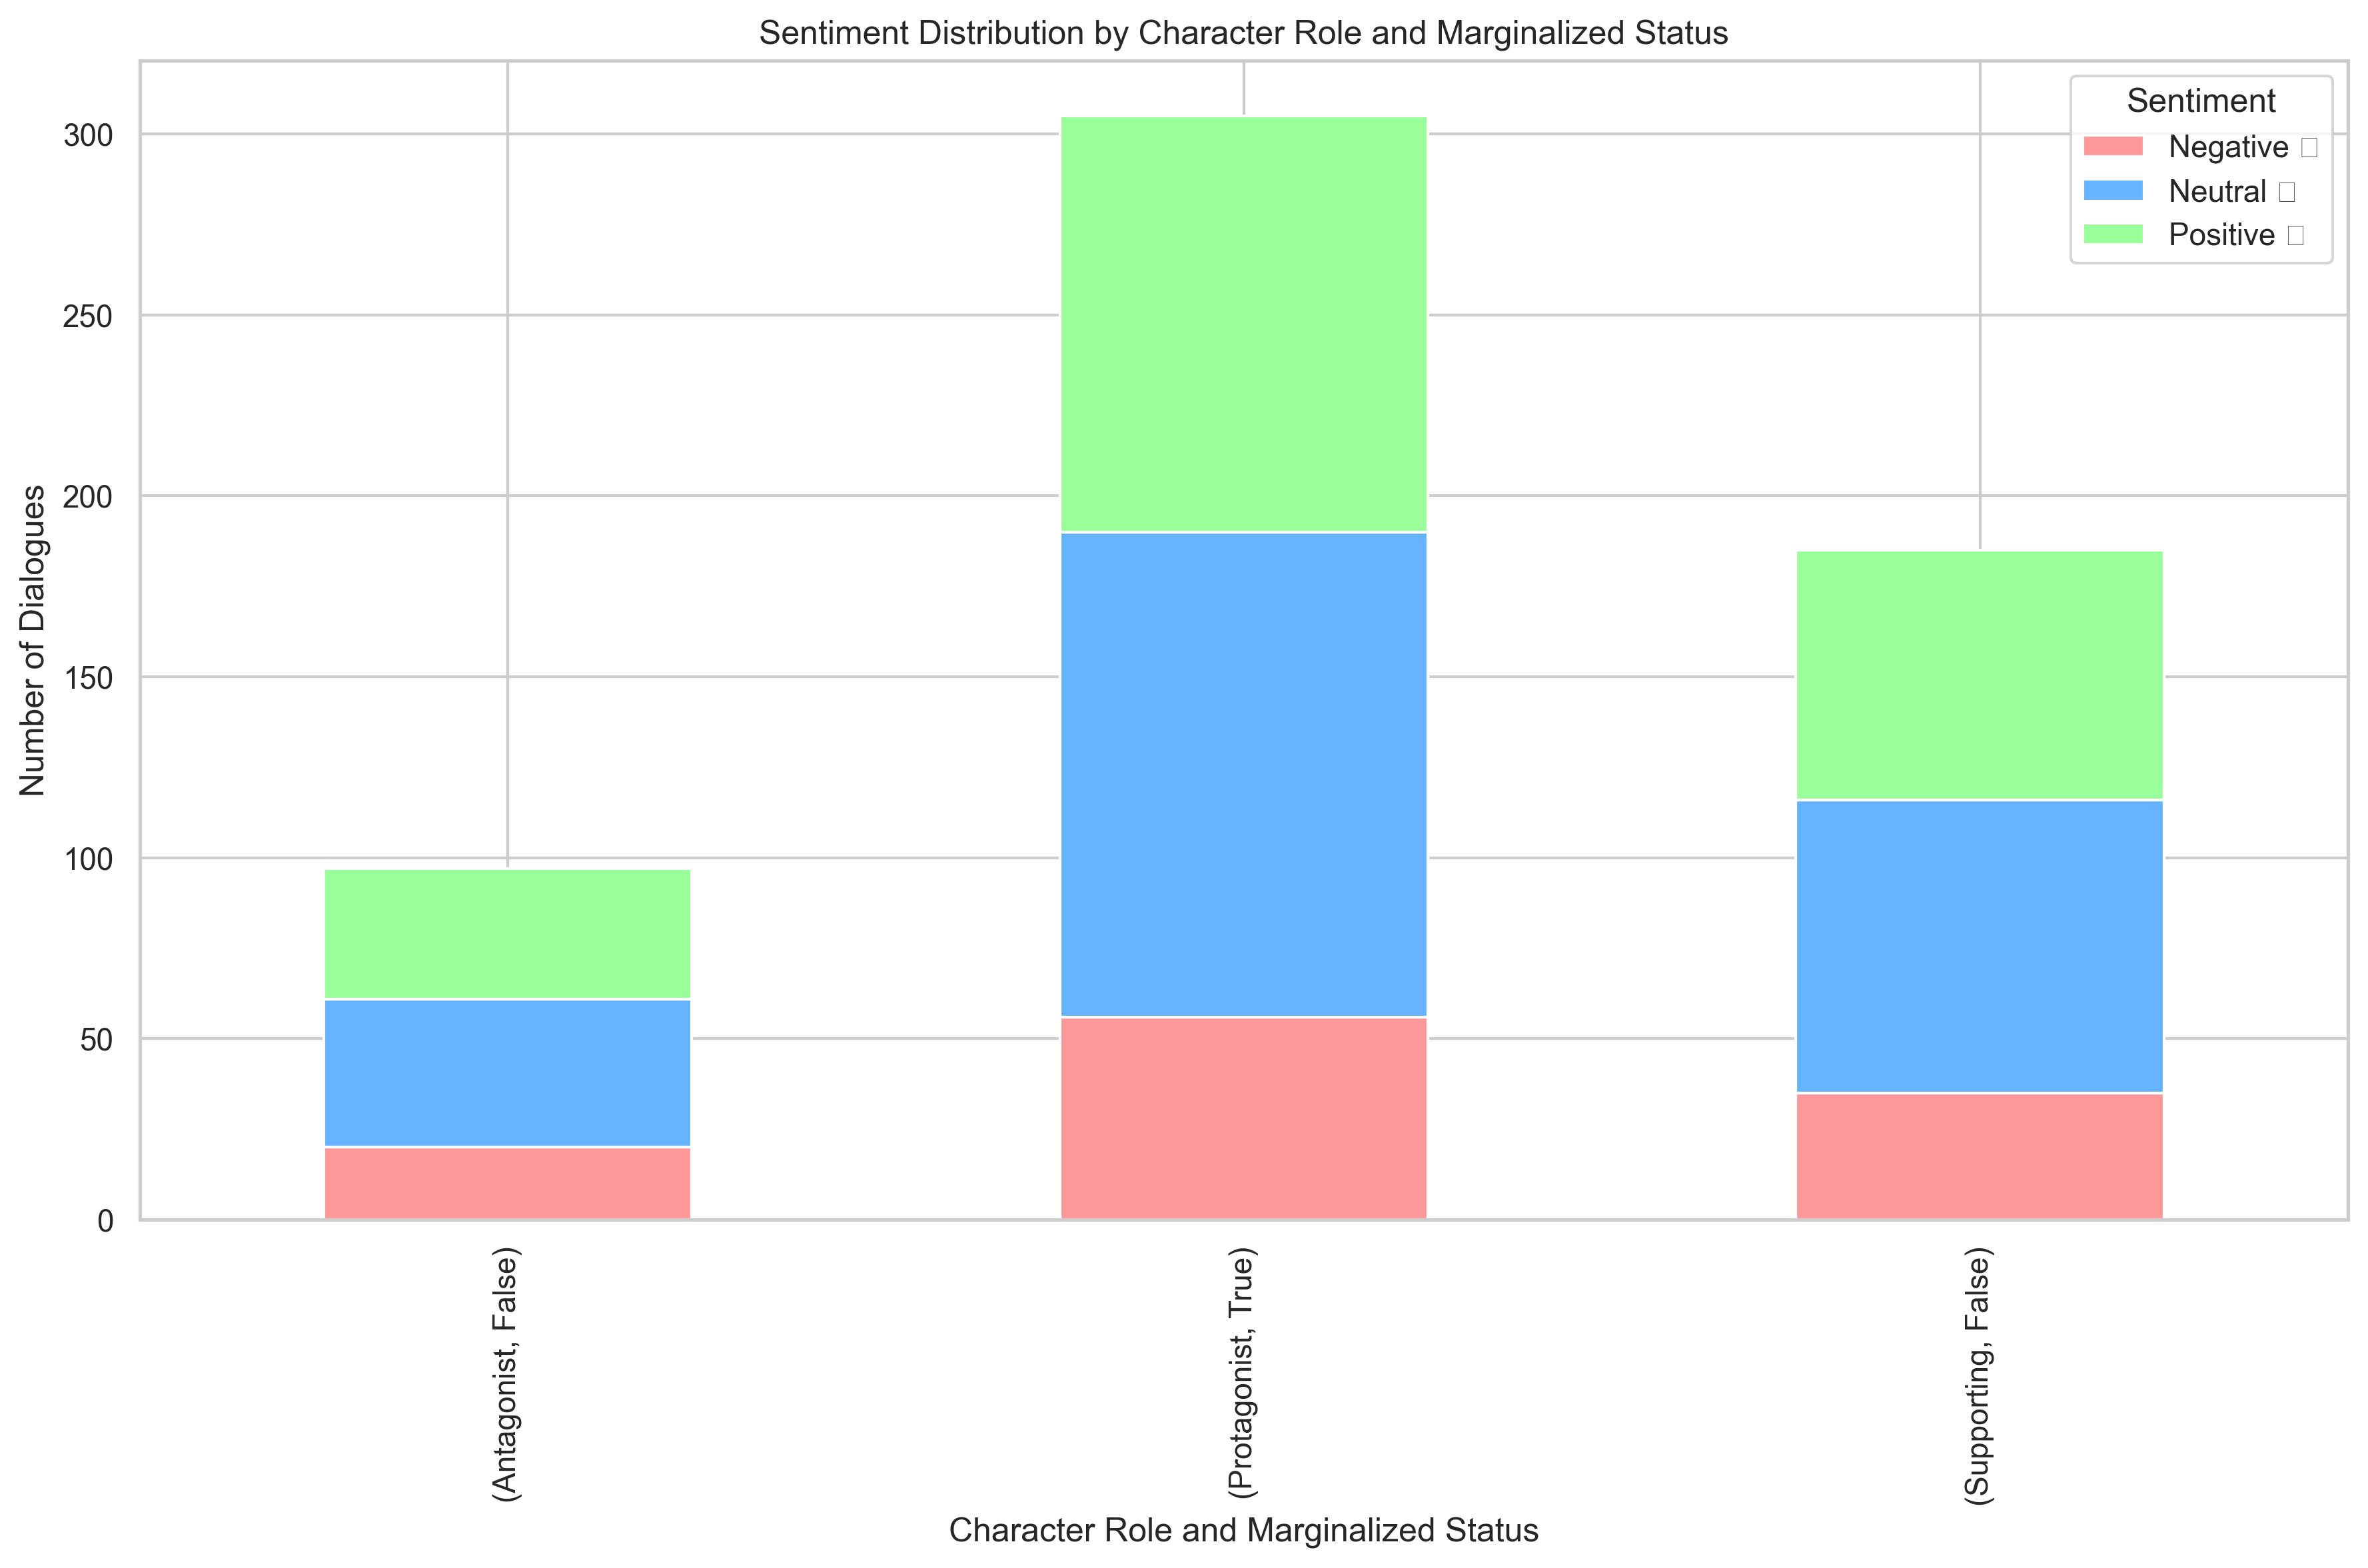 Sentiment Distribution by Character Role and Marginalized Status
Sentiment
Negative
Neutral
Positive
Number of Dialogues
300
250
200
150
100
50
0
(Antagonist, False)
(Protagonist, True)
(Supporting, False)
Character Role and Marginalized Status